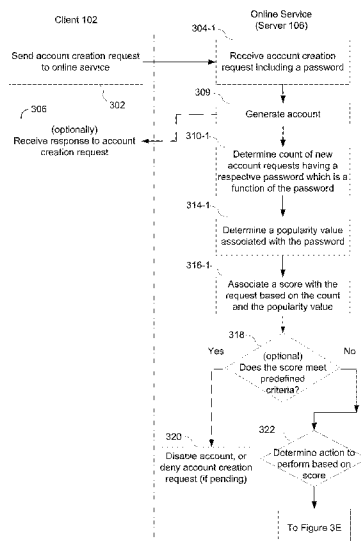 Client 102
Online Service
(Server 106)
304-1
Send account creation request
to online service
Receive account creation
request including a password
302
309
306
Generate account
(optionally)
Receive response to account
creation request
310-1
Determine count of new
account requests having a
respective password which is a
function of the password
314-1
Determine a popularity value
associated with the password
316-1
Associate a score with the
request based on the count
and the popularity value
318
Yes
(optional)
Does the score meet
predefined
criteria?
No
320
Disable account, or
deny account creation
request (if pending)
322
Determine action to
perform based on
score
To Figure 3E